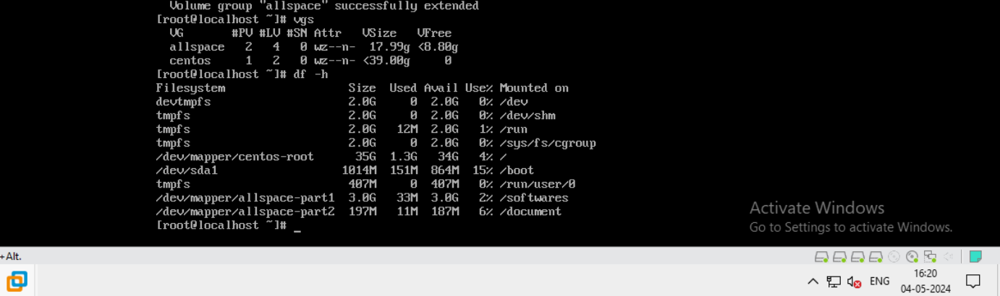 Volume group "allspace" successfully extended
[root@localhost ~]# vgs
VG #PV #LV #SN Attr VSize VFree
allspace 2 4 0 wz--n- 17.99g <8.80g
centos 1 2 0 wz--n- <39.00g 0
[root@localhost ~]# df -h
Filesystem Size Used Avail Use% Mounted on
devtmpfs 2.0G 0 2.0G 0% /dev
tmpfs 2.0G 0 2.0G 0% /dev/shm
tmpfs 2.0G 12M 2.0G 1% /run
tmpfs 2.0G 0 2.0G 0% /sys/fs/cgroup
/dev/mapper/centos-root 35G 1.3G 34G 4% /
/dev/sda1 1014M 151M 864M 15% /boot
tmpfs 407M 0 407M 0% /run/user/0
/dev/mapper/allspace-part1 3.0G 33M 3.0G 2% /softwares
/dev/mapper/allspace-part2 197M 11M 187M 6% /document
[root@localhost ~]# _
Activate Windows
Go to Settings to activate Windows.
+Alt.
ENG
16:20
04-05-2024